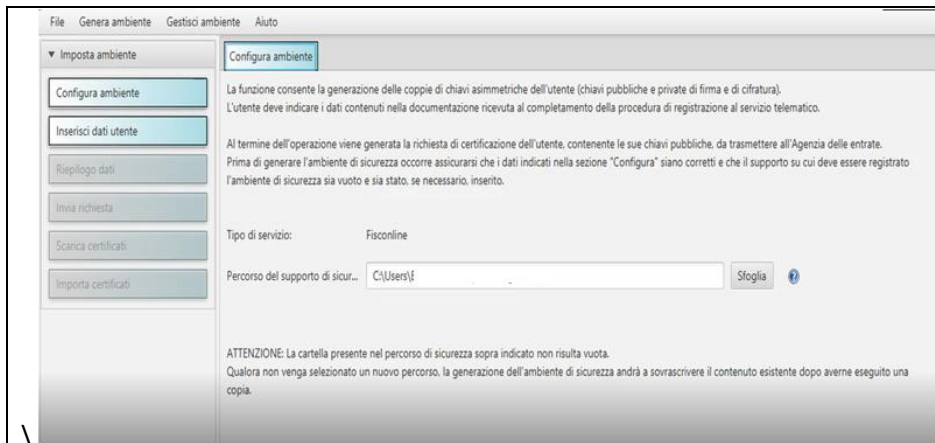 File Genera ambiente Gestisci ambiente Aiuto
▼ Imposta ambiente
Configura ambiente
Inserisci dati utente
Riepilogo dati
Invia richiesta
Scarica certificati
Importa certificati
Configura ambiente
La funzione consente la generazione delle coppie di chiavi asimmetriche dell'utente (chiavi pubbliche e private di firma e di cifratura).
L'utente deve indicare i dati contenuti nella documentazione ricevuta al completamento della procedura di registrazione al servizio telematico.
Al termine dell'operazione viene generata la richiesta di certificazione dell'utente, contenente le sue chiavi pubbliche, da trasmettere all'Agenzia delle entrate.
Prima di generare l'ambiente di sicurezza occorre assicurarsi che i dati indicati nella sezione "Configura" siano corretti e che il supporto su cui deve essere registrato
l'ambiente di sicurezza sia vuoto e sia stato, se necessario, inserito.
Tipo di servizio: Fisconline
Percorso del supporto di sicur... C:\Users\ Sfoglia ?
ATTENZIONE: La cartella presente nel percorso di sicurezza sopra indicato non risulta vuota.
Qualora non venga selezionato un nuovo percorso, la generazione dell'ambiente di sicurezza andrà a sovrascrivere il contenuto esistente dopo averne eseguito una
copia.
\